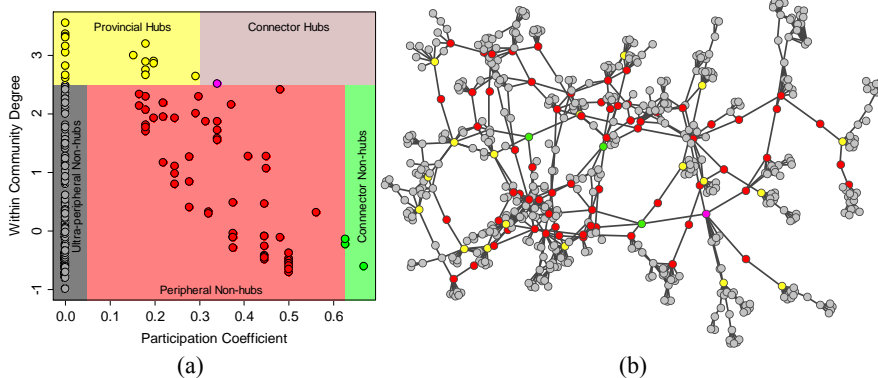 Provincial Hubs
Connector Hubs
Within Community Degree
3
2
1
0
-1
Ultra-peripheral Non-hubs
Connnector Non-hubs
Peripheral Non-hubs
0.0 0.1 0.2 0.3 0.4 0.5 0.6
Participation Coefficient
(a)
(b)